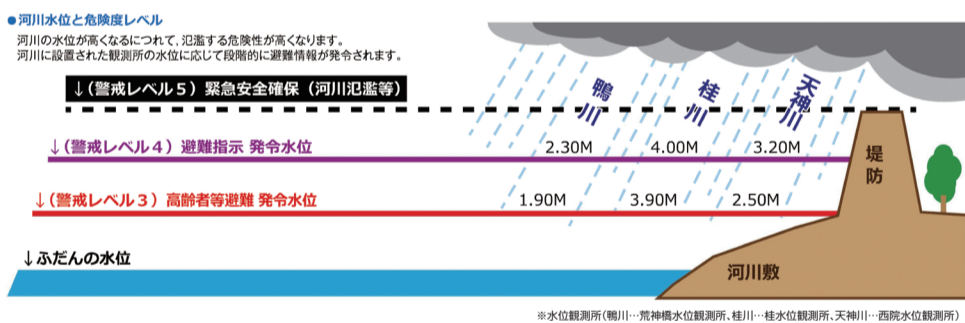 ●河川水位と危険度レベル
河川の水位が高くなるにつれて、氾濫する危険性が高くなります。
河川に設置された観測所の水位に応じて段階的に避難情報が発令されます。
↓(警戒レベル5)緊急安全確保(河川氾濫等)
鴨川
桂川
天神川
↓(警戒レベル4)避難指示 発令水位
2.30M 4.00M 3.20M
堤防
↓(警戒レベル3)高齢者等避難 発令水位
1.90M 3.90M 2.50M
↓ふだんの水位
河川敷
※水位観測所(鴨川…荒神橋水位観測所、桂川…桂水位観測所、天神川…西院水位観測所)